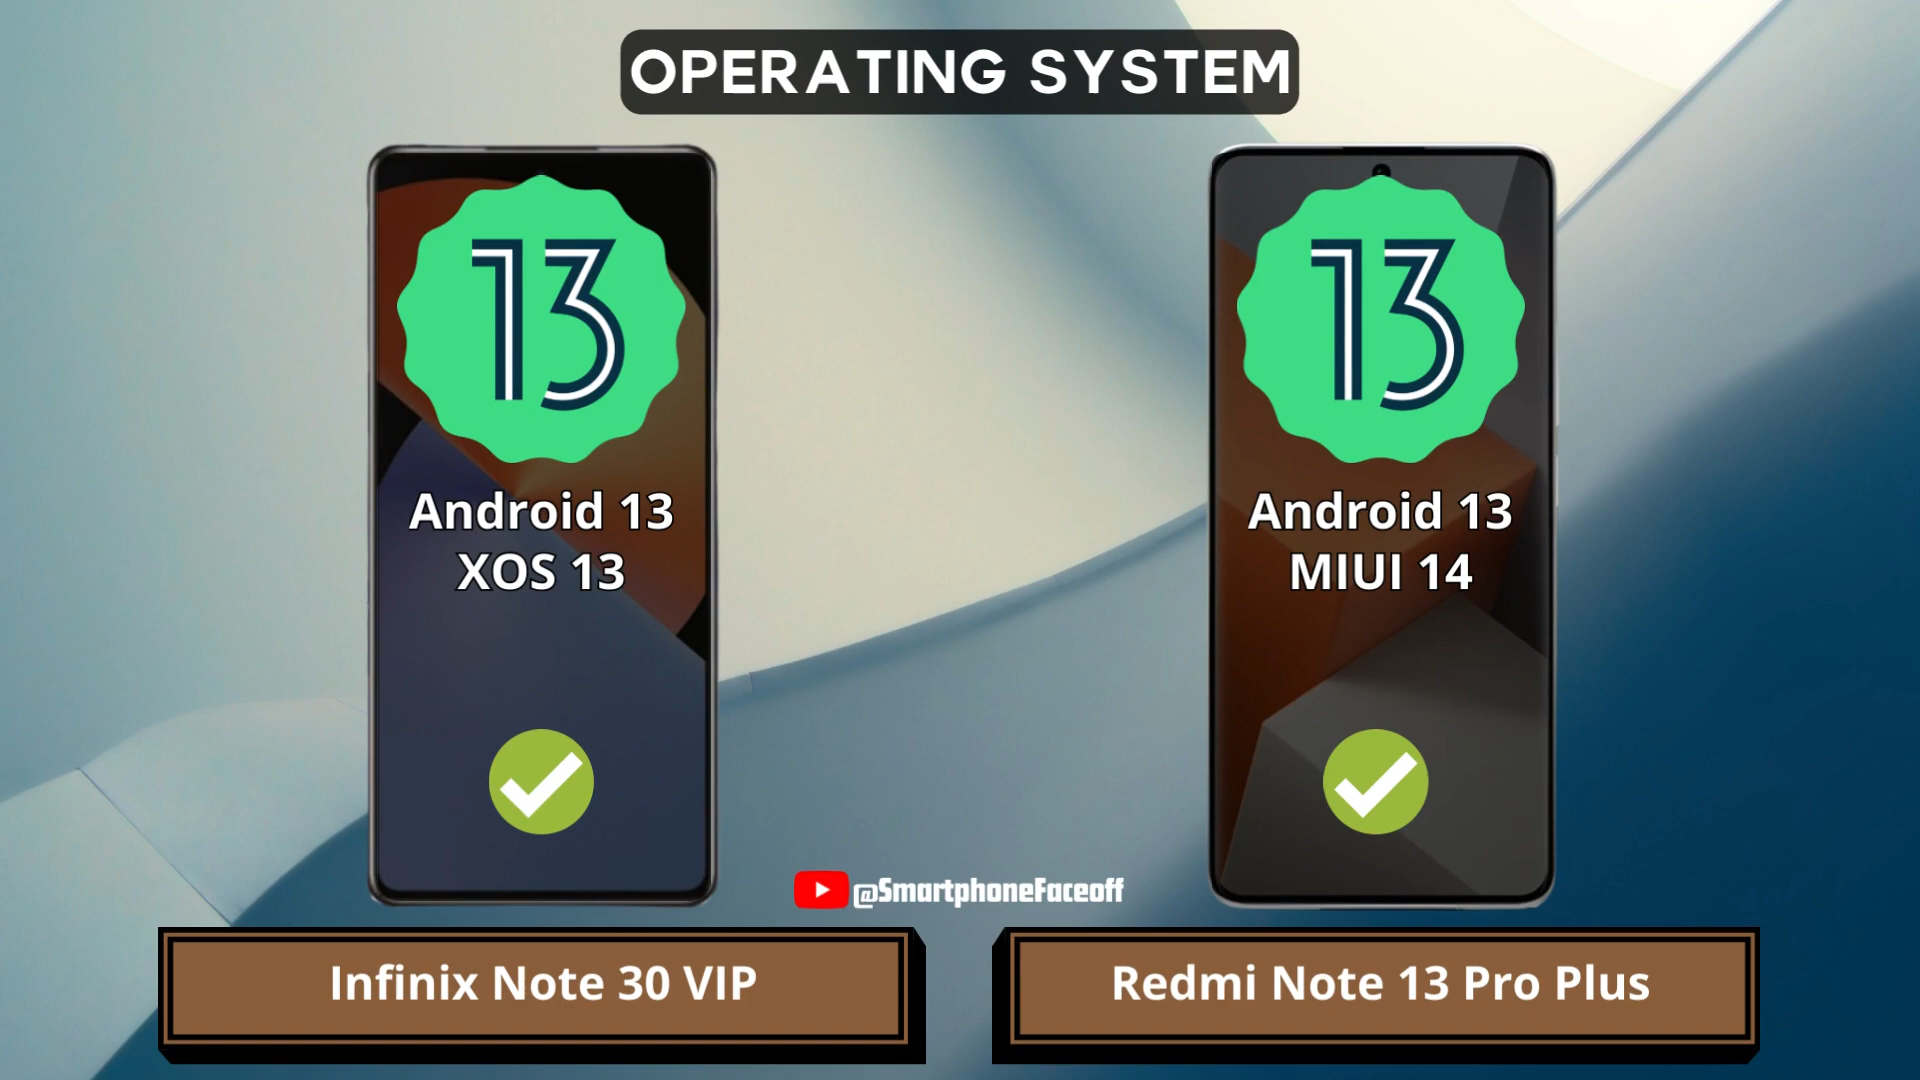 OPERATING SYSTEM
13
13
Android 13
XOS 13
Android 13
MIUI 14
@SmartphoneFaceoff
Infinix Note 30 VIP
Redmi Note 13 Pro Plus